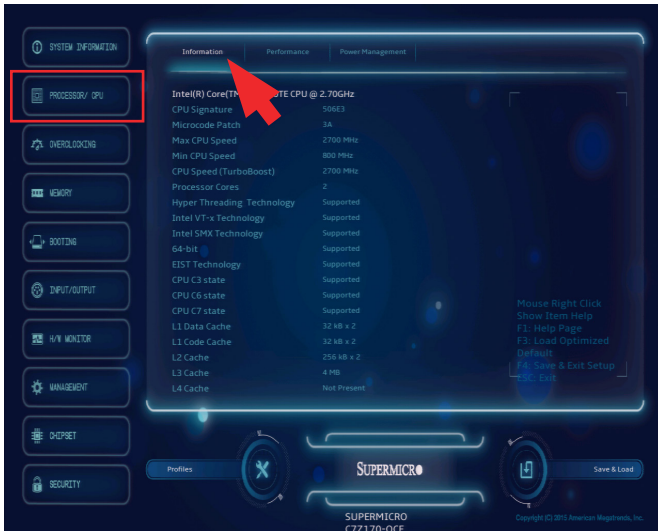 SYSTEM INFORMATION
PROCESSOR/ CPU
OVERCLOCKING
MEMORY
BOOTING
INPUT/OUTPUT
H/W MONITOR
MANAGEMENT
CHIPSET
SECURITY
Information Performance Power Management
Intel(R) Core(TM CPU @ 2.70GHz
CPU Signature 506E3
Microcode Patch 3A
Max CPU Speed 2700 MHz
Min CPU Speed 800 MHz
CPU Speed (TurboBoost) 2700 MHz
Processor Cores 2
Hyper Threading Technology Supported
Intel VT-x Technology Supported
Intel SMX Technology Supported
64-bit Supported
EIST Technology Supported
CPU C3 state Supported
CPU C6 state Supported
CPU C7 state Supported
L1 Data Cache 32 kB x 2
L1 Code Cache 32 kB x 2
L2 Cache 256 kB x 2
L3 Cache 4 MB
L4 Cache Not Present
Mouse Right Click
Show Item Help
F1: Help Page
F3: Load Optimized
Default
F4: Save & Exit Setup
ESC: Exit
Profiles
SUPERMICRO
Save & Load
SUPERMICRO
C7Z170-OCE
Copyright (C) 2015 American Megatrends, Inc.